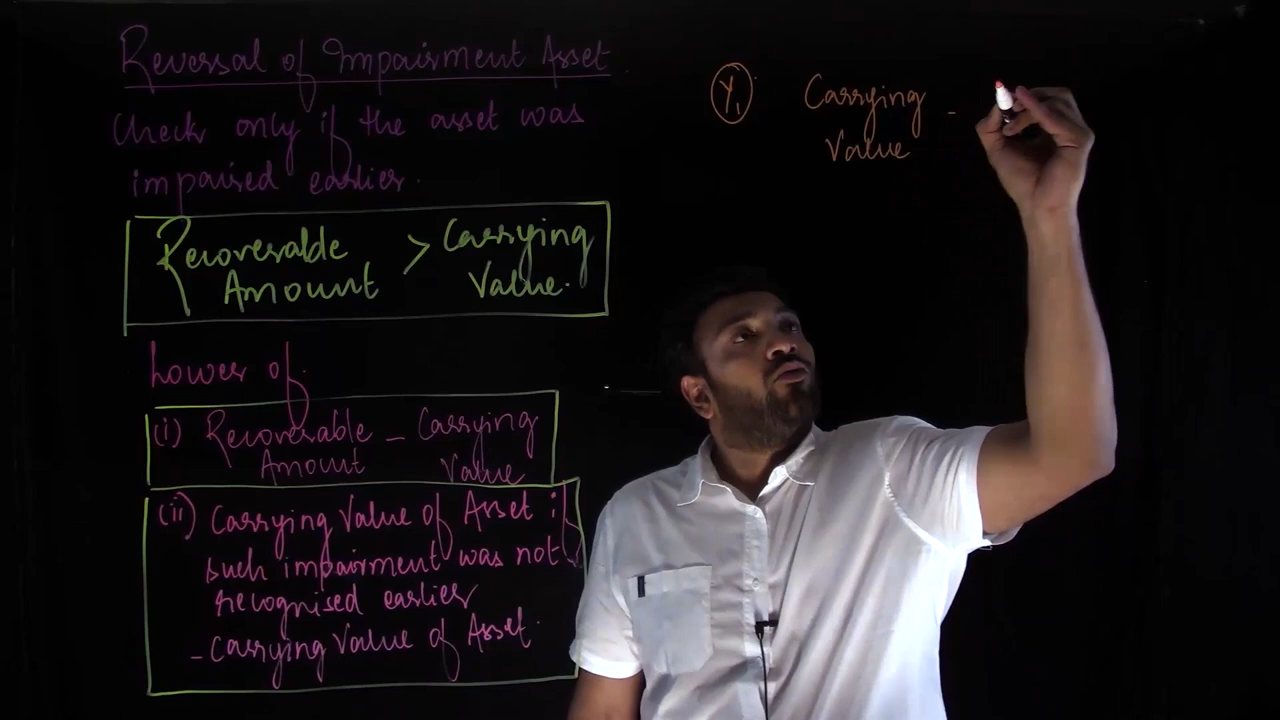 Reversal of Impairment Asset.
Check only if the asset was
impaired earlier.
Recoverable Amount > Carrying Value.
Lower of
(i) Recoverable Amount - Carrying Value
(ii) Carrying Value of Asset if
such impairment was not
recognised earlier
- Carrying Value of Asset.
Y1 Carrying Value -